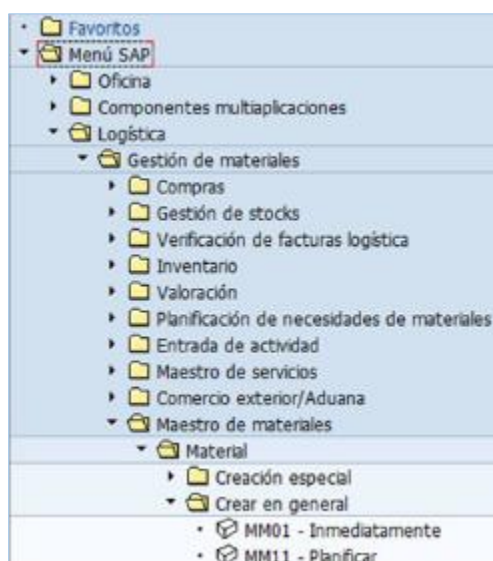 Favoritos
Menú SAP
Oficina
Componentes multiaplicaciones
Logística
Gestión de materiales
Compras
Gestión de stocks
Verificación de facturas logística
Inventario
Valoración
Planificación de necesidades de materiales
Entrada de actividad
Maestro de servicios
Comercio exterior/Aduana
Maestro de materiales
Material
Creación especial
Crear en general
MM01 - Inmediatamente
MM11 - Planificar